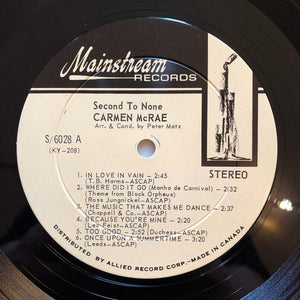 Mainstream
RECORDS
Second To None
CARMEN McRAE
Arr. & Cond. by Peter Matz
S/6028 A
(KY-208)
STEREO
1. IN LOVE IN VAIN — 2:45
(T.B. Harms—ASCAP)
2. WHERE DID IT GO (Manha de Carnival) — 2:32
(Theme from Black Orpheus)
(Ross Jungnickel—ASCAP)
3. THE MUSIC THAT MAKES ME DANCE — 3:37
(Chappell & Co.—ASCAP)
4. BECAUSE YOU'RE MINE — 2:20
(Leo Feist—ASCAP)
5. TOO GOOD — 2:52 (Duchess—ASCAP)
6. ONCE UPON A SUMMERTIME — 3:20
(Leeds—ASCAP)
DISTRIBUTED BY ALLIED RECORD CORP.—MADE IN CANADA